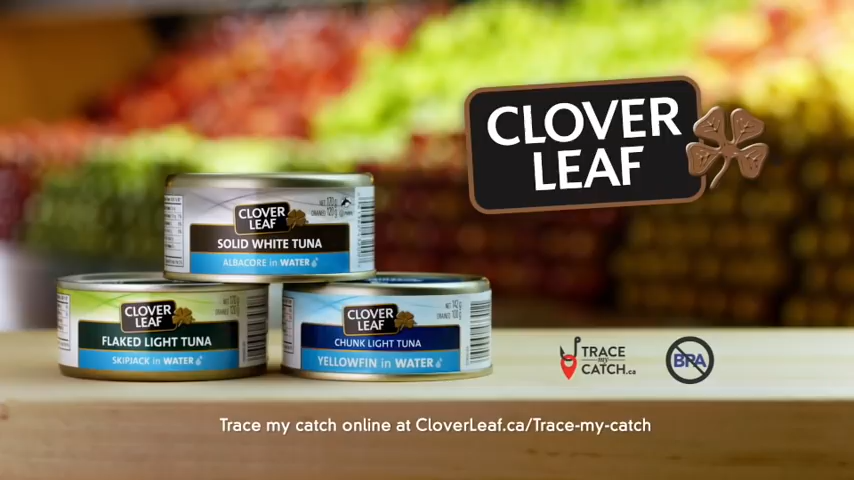 CLOVER
LEAF
CLOVER
LEAF
SOLID WHITE TUNA
ALBACORE in WATER
CLOVER
LEAF
FLAKED LIGHT TUNA
SKIPJACK in WATER
CLOVER
LEAF
CHUNK LIGHT TUNA
YELLOWFIN in WATER
TRACE
my
CATCH.ca
BPA
Trace my catch online at CloverLeaf.ca/Trace-my-catch